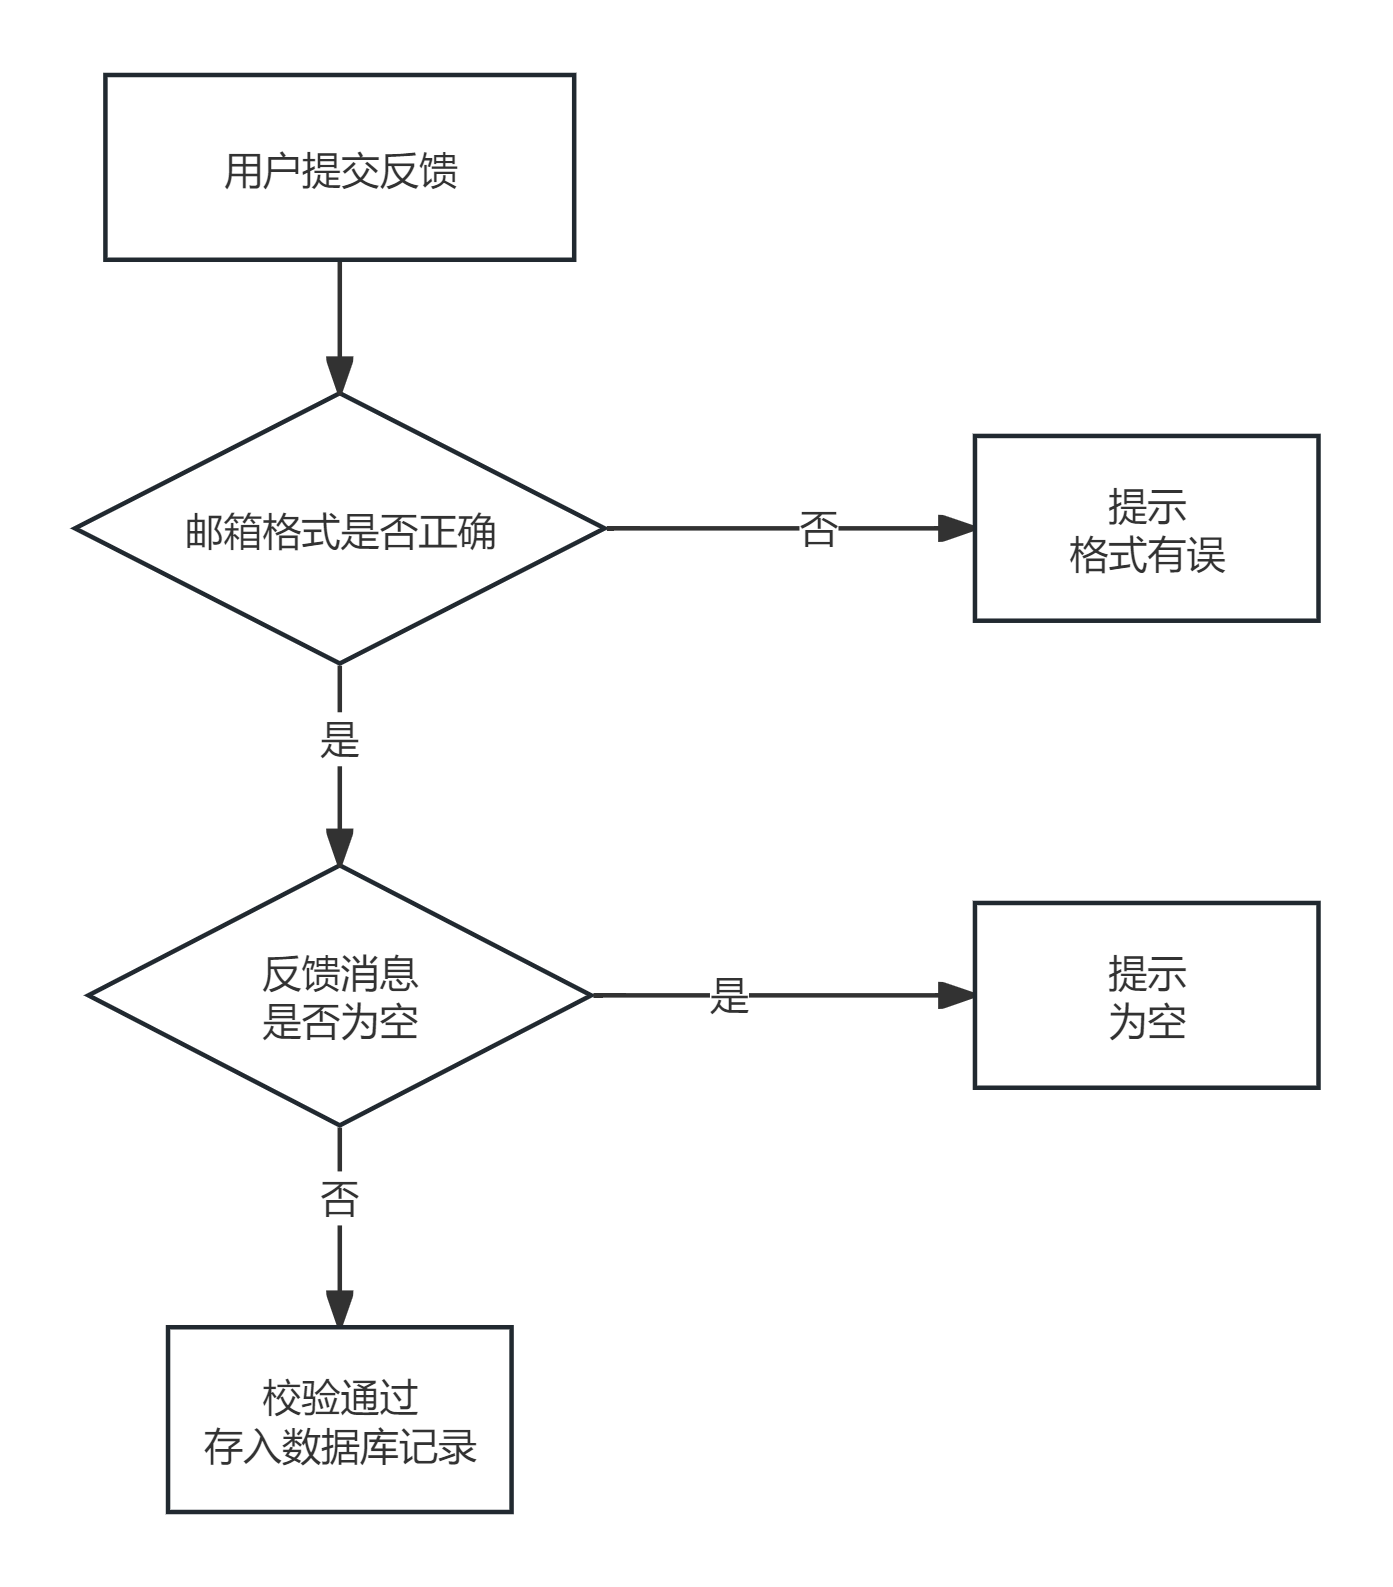 用户提交反馈
邮箱格式是否正确
否
提示
格式有误
是
反馈消息
是否为空
是
提示
为空
否
校验通过
存入数据库记录